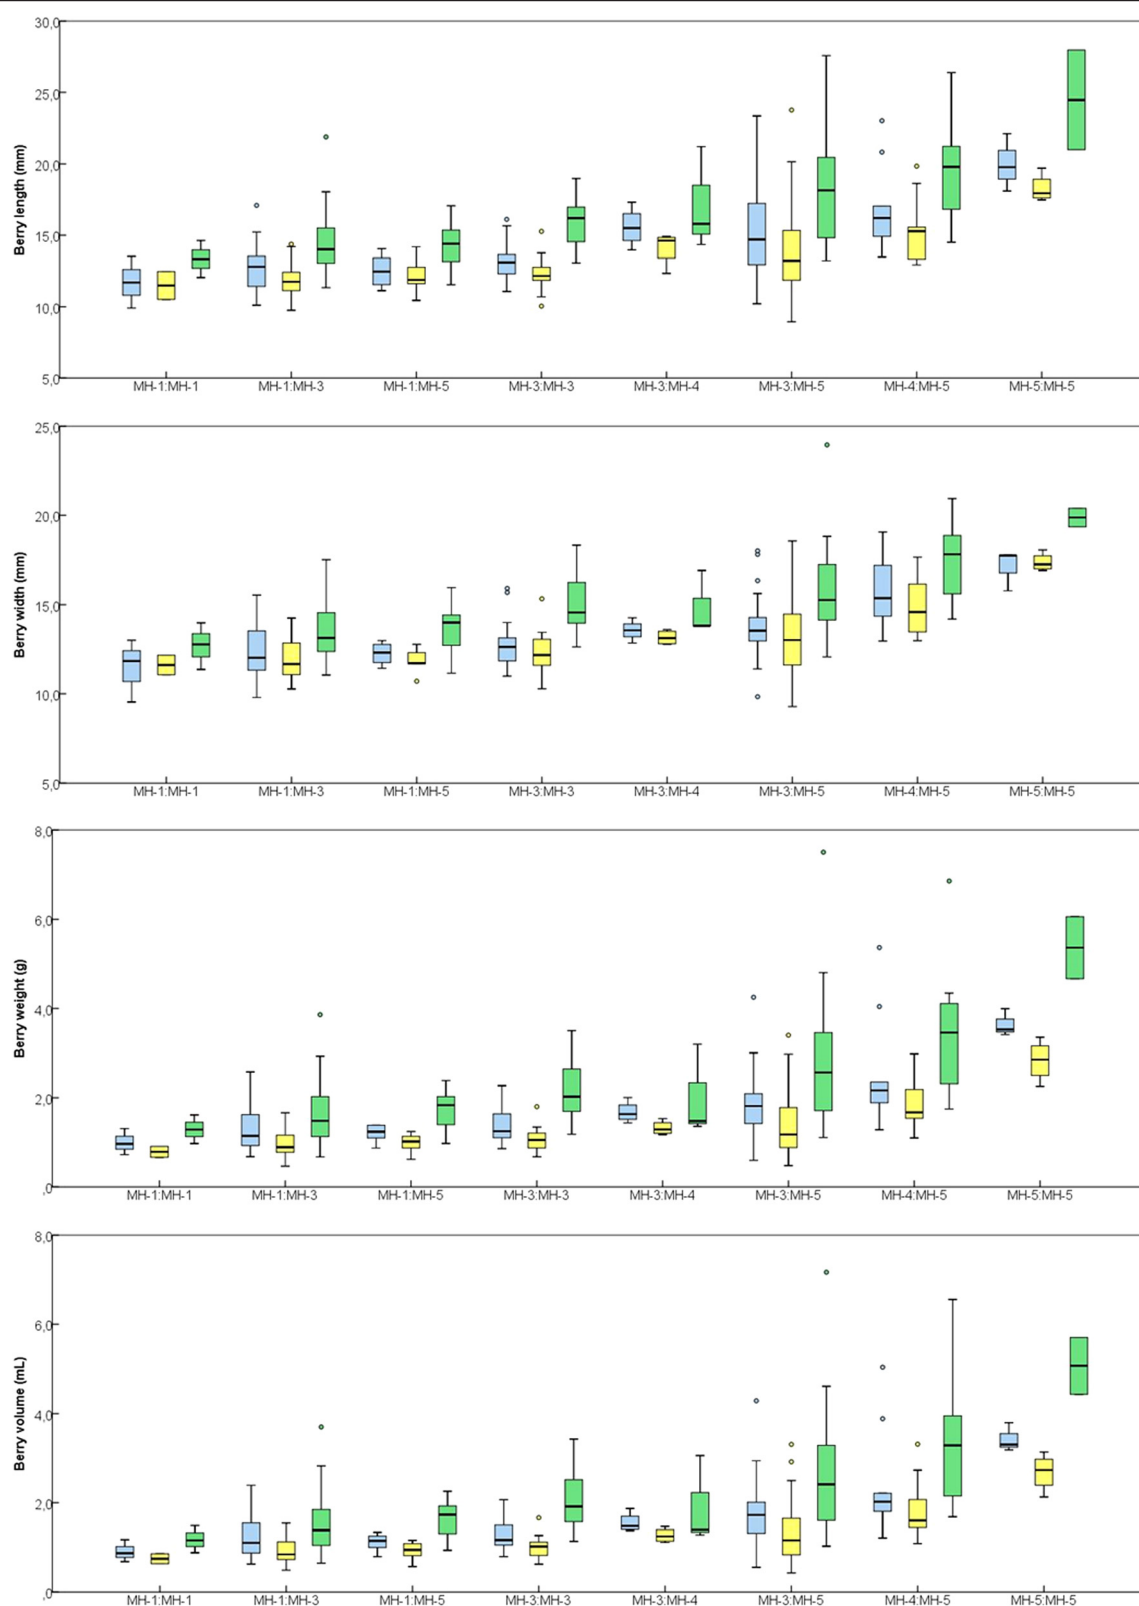 30,0
25,0
20,0
15,0
10,0
5,0
Berry length (mm)
MH-1:MH-1 MH-1:MH-3 MH-1:MH-5 MH-3:MH-3 MH-3:MH-4 MH-3:MH-5 MH-4:MH-5 MH-5:MH-5
25,0
20,0
15,0
10,0
5,0
Berry width (mm)
MH-1:MH-1 MH-1:MH-3 MH-1:MH-5 MH-3:MH-3 MH-3:MH-4 MH-3:MH-5 MH-4:MH-5 MH-5:MH-5
8,0
6,0
4,0
2,0
,0
Berry weight (g)
MH-1:MH-1 MH-1:MH-3 MH-1:MH-5 MH-3:MH-3 MH-3:MH-4 MH-3:MH-5 MH-4:MH-5 MH-5:MH-5
8,0
6,0
4,0
2,0
,0
Berry volume (mL)
MH-1:MH-1 MH-1:MH-3 MH-1:MH-5 MH-3:MH-3 MH-3:MH-4 MH-3:MH-5 MH-4:MH-5 MH-5:MH-5